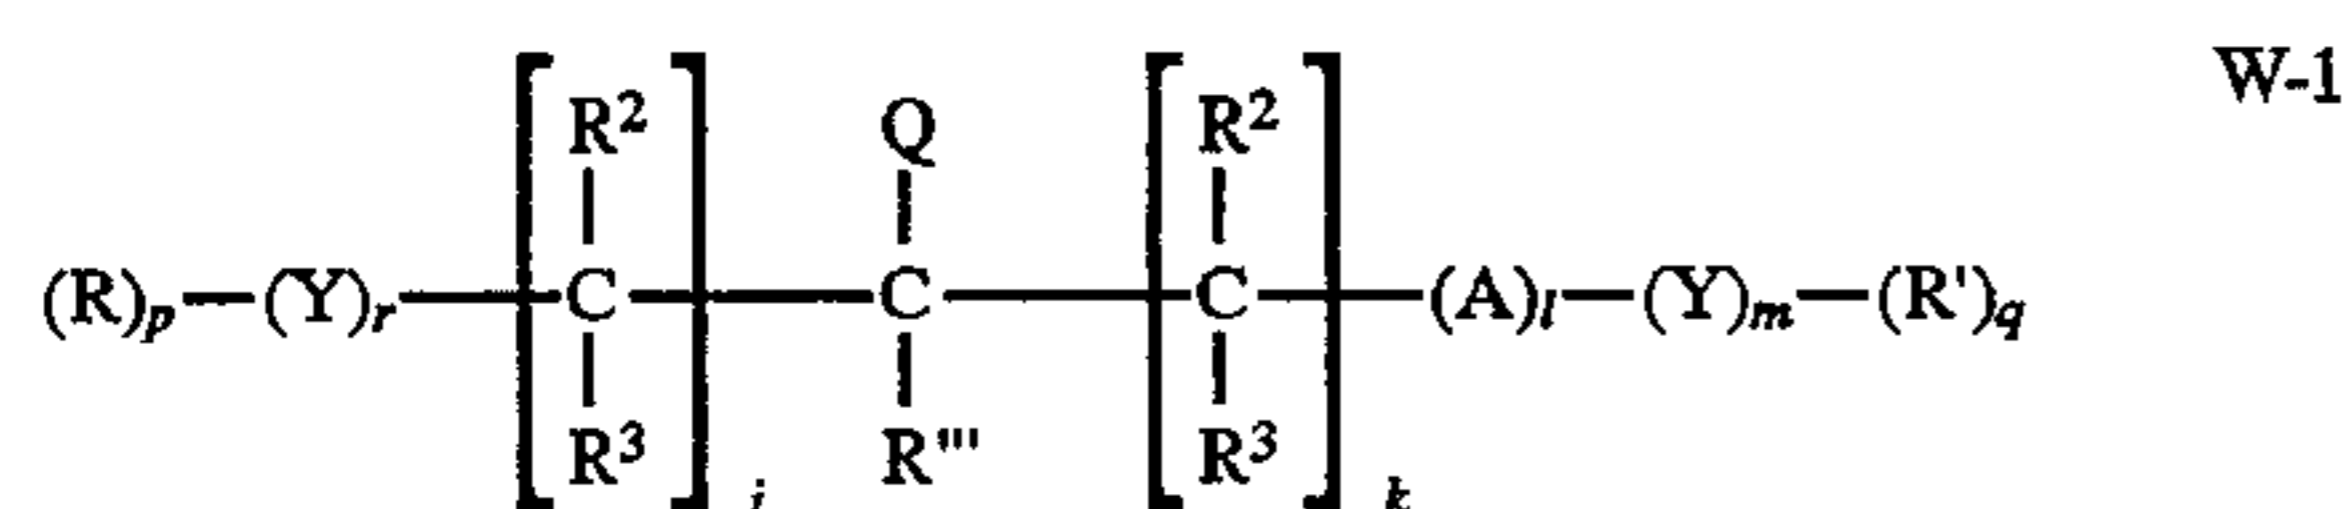 W-1
R² Q R²
(R)p—(Y)r—C—C—C—(A)l—(Y)m—(R')q
R³ R''' R³
j k